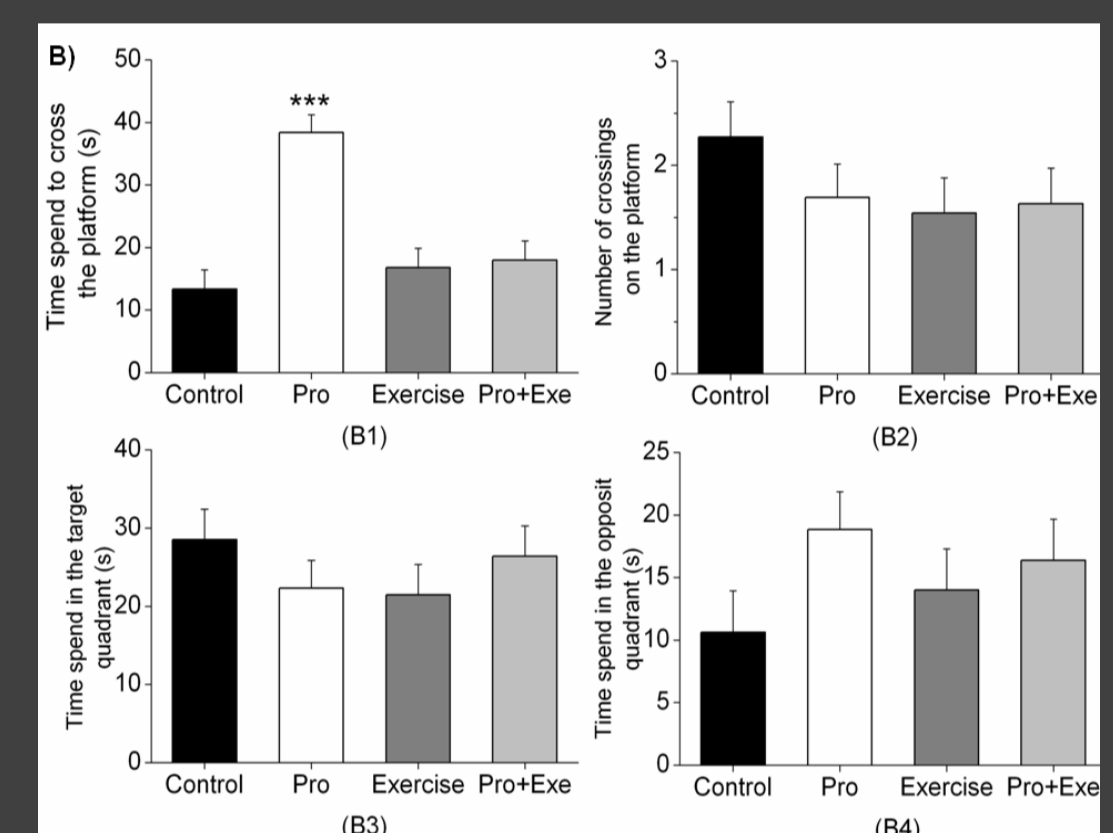 B)
Time spend to cross
the platform (s)
50
40
30
20
10
0
***
Control Pro Exercise Pro+Exe
(B1)
Number of crossings
on the platform
3
2
1
0
Control Pro Exercise Pro+Exe
(B2)
Time spend in the target
quadrant (s)
40
30
20
10
0
Control Pro Exercise Pro+Exe
(B3)
Time spend in the opposit
quadrant (s)
25
20
15
10
5
0
Control Pro Exercise Pro+Exe
(B4)